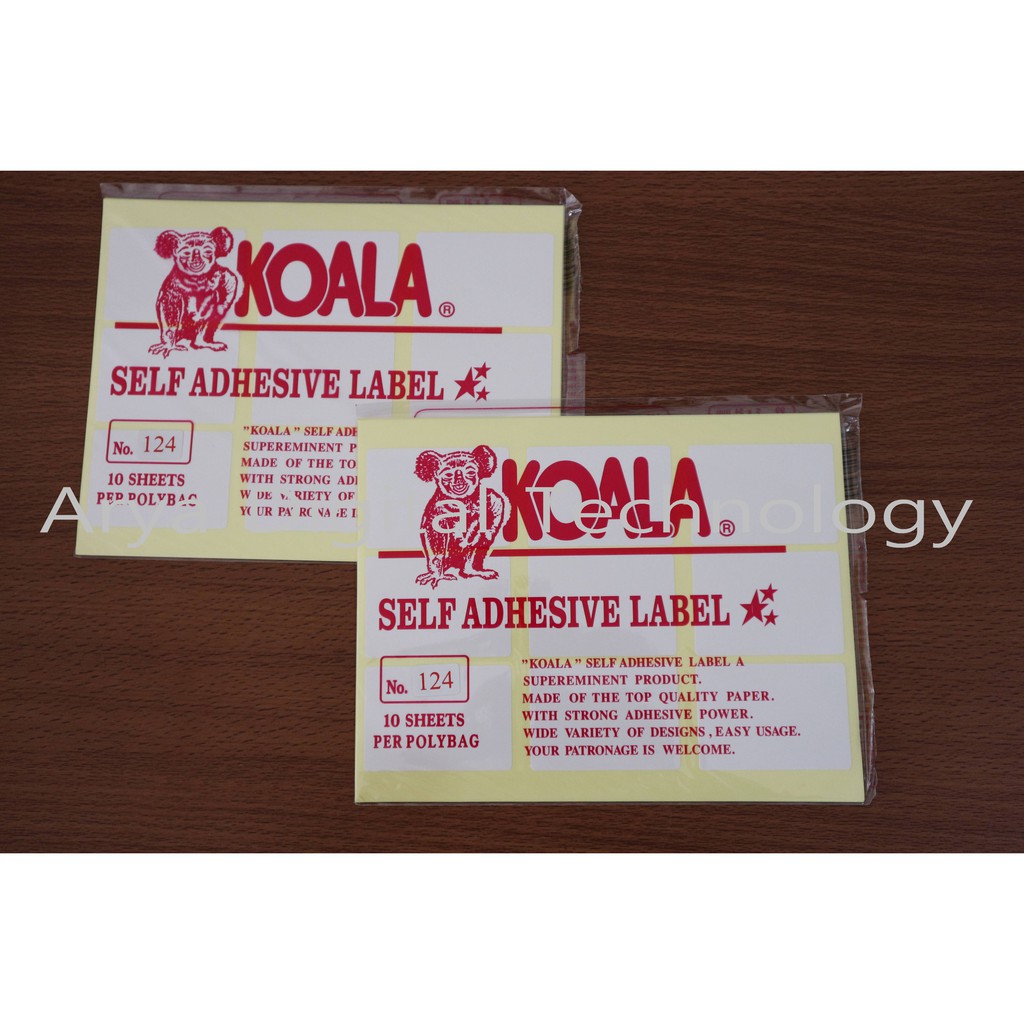 KOALA ®
SELF ADHESIVE LABEL
No. 124
10 SHEETS
PER POLYBAG
"KOALA" SELF ADHE
SUPEREMINENT P
MADE OF THE TO
WITH STRONG ADH
WIDE VARIETY OF
YOUR PATRONAGE I
KOALA ®
SELF ADHESIVE LABEL
No. 124
10 SHEETS
PER POLYBAG
"KOALA" SELF ADHESIVE LABEL A
SUPEREMINENT PRODUCT.
MADE OF THE TOP QUALITY PAPER.
WITH STRONG ADHESIVE POWER.
WIDE VARIETY OF DESIGNS, EASY USAGE.
YOUR PATRONAGE IS WELCOME.
Technology